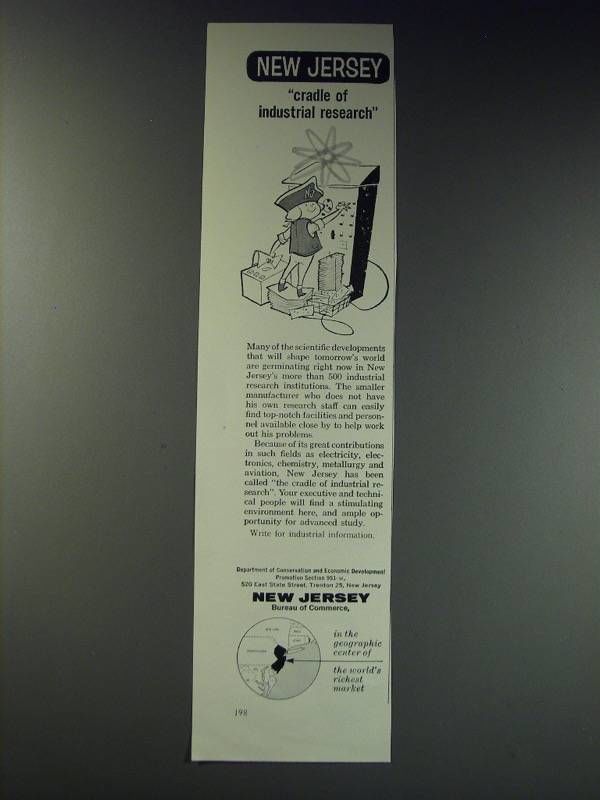 NEW JERSEY
"cradle of
industrial research"
NJ
Many of the scientific developments
that will shape tomorrow's world
are germinating right now in New
Jersey's more than 500 industrial
research institutions. The smaller
manufacturer who does not have
his own research staff can easily
find top-notch facilities and person-
nel available close by to help work
out his problems.
Because of its great contributions
in such fields as electricity, elec-
tronics, chemistry, metallurgy and
aviation, New Jersey has been
called "the cradle of industrial re-
search". Your executive and techni-
cal people will find a stimulating
environment here, and ample op-
portunity for advanced study.
Write for industrial information.
Department of Conservation and Economic Development
Promotion Section
520 East State Street, Trenton 25, New Jersey
NEW JERSEY
Bureau of Commerce,
in the
geographic
center of
the world's
richest
market
NEW YORK
PENNSYLVANIA
198